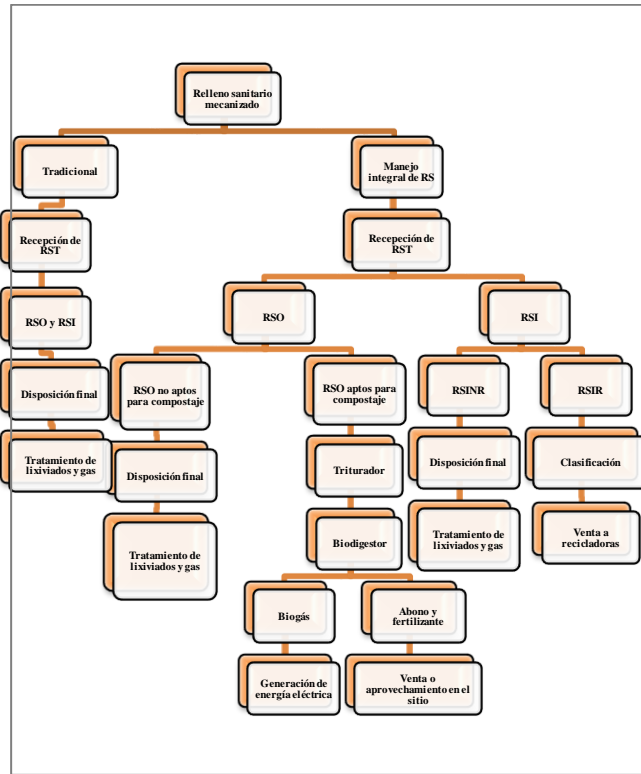 Relleno sanitario
mecanizado
Tradicional
Manejo
integral de RS
Recepción de
RST
Recepeción de
RST
RSO y RSI
RSO
RSI
Disposición final
RSO no aptos
para compostaje
RSO aptos para
compostaje
RSINR
RSIR
Tratamiento de
lixiviados y gas
Disposición final
Triturador
Disposición final
Clasificación
Tratamiento de
lixiviados y gas
Biodigestor
Tratamiento de
lixiviados y gas
Venta a
recicladoras
Biogás
Abono y
fertilizante
Generación de
energía eléctrica
Venta o
aprovechamiento en el
sitio